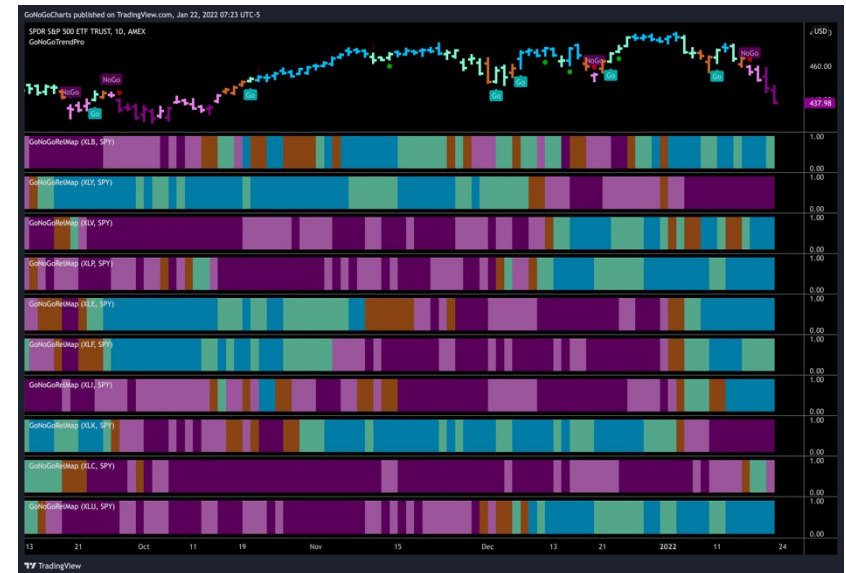 GoNoGoCharts published on TradingView.com, Jan 22, 2022 07:23 UTC-5
SPDR S&P 500 ETF TRUST, 1D, AMEX
GoNoGoTrendPro
USD
460.00
437.98
NoGo
NoGo
Go
Go
Go
Go
NoGo
Go
Go
NoGo
GoNoGoRelMap (XLB, SPY)
1.00
0.00
GoNoGoRelMap (XLY, SPY)
1.00
0.00
GoNoGoRelMap (XLV, SPY)
1.00
0.00
GoNoGoRelMap (XLP, SPY)
1.00
0.00
GoNoGoRelMap (XLE, SPY)
1.00
0.00
GoNoGoRelMap (XLF, SPY)
1.00
0.00
GoNoGoRelMap (XLI, SPY)
1.00
0.00
GoNoGoRelMap (XLK, SPY)
1.00
0.00
GoNoGoRelMap (XLC, SPY)
1.00
0.00
GoNoGoRelMap (XLU, SPY)
1.00
0.00
13 21 Oct 11 19 Nov 15 Dec 13 21 2022 11 24
TradingView